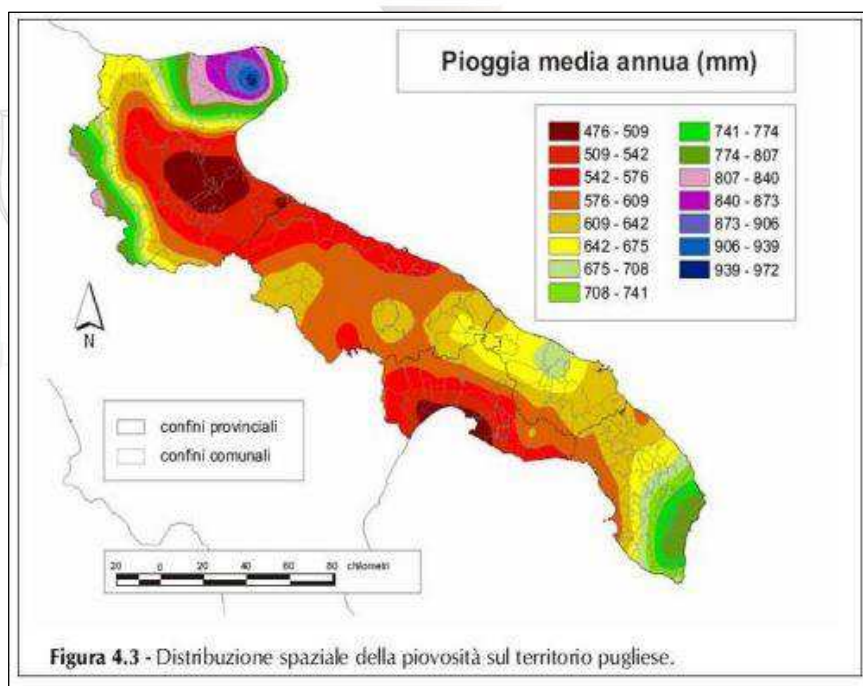 Pioggia media annua (mm)
476 - 509
509 - 542
542 - 576
576 - 609
609 - 642
642 - 675
675 - 708
708 - 741
741 - 774
774 - 807
807 - 840
840 - 873
873 - 906
906 - 939
939 - 972
N
confini provinciali
confini comunali
20 0 20 40 60 80 chilometri
Figura 4.3 - Distribuzione spaziale della piovosità sul territorio pugliese.